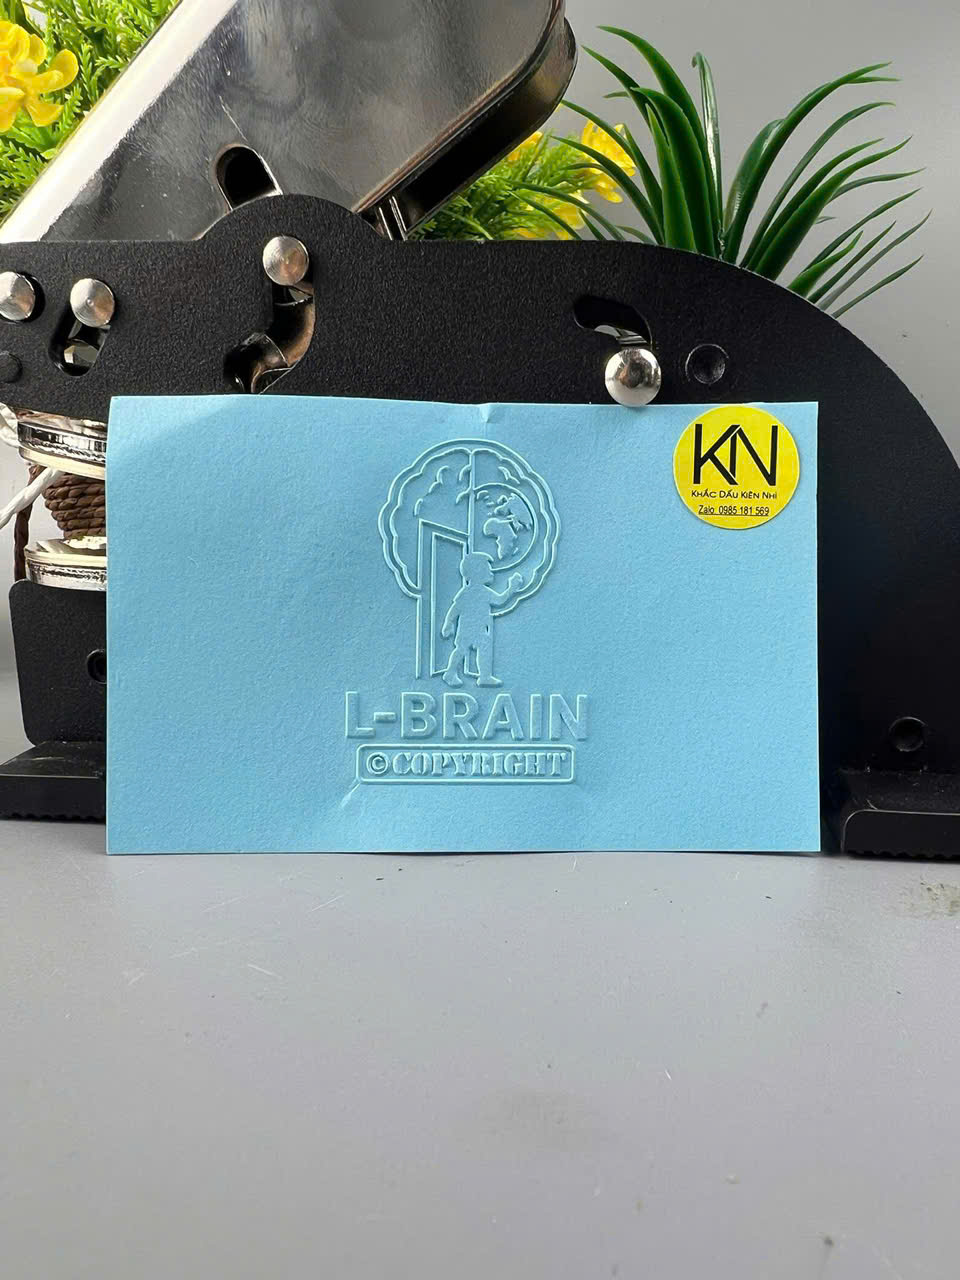 KN
KHẮC DẤU KIÊN NHI
Zalo: 0985 181 569
L-BRAIN
©COPYRIGHT